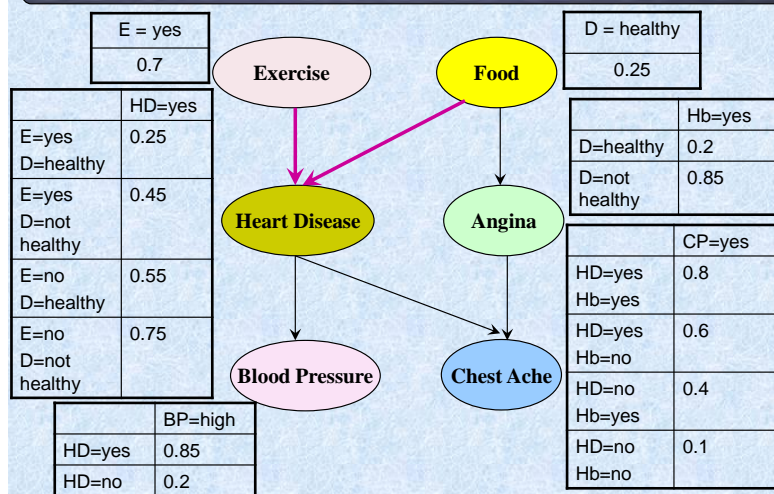 E = yes
0.7
Exercise
Food
D = healthy
0.25
HD=yes
E=yes
D=healthy
0.25
E=yes
D=not
healthy
0.45
E=no
D=healthy
0.55
E=no
D=not
healthy
0.75
Hb=yes
D=healthy
0.2
D=not
healthy
0.85
Heart Disease
Angina
CP=yes
HD=yes
Hb=yes
0.8
HD=yes
Hb=no
0.6
HD=no
Hb=yes
0.4
HD=no
Hb=no
0.1
Blood Pressure
Chest Ache
BP=high
HD=yes
0.85
HD=no
0.2